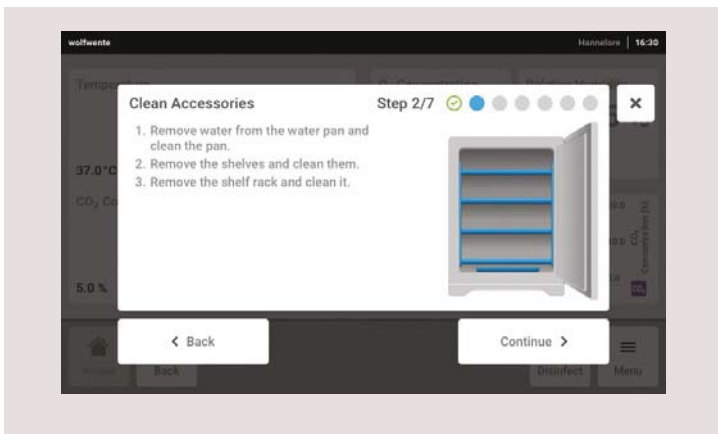 wolfwente
Hannelore | 16:30
Clean Accessories
Step 2/7
1. Remove water from the water pan and
clean the pan.
2. Remove the shelves and clean them.
3. Remove the shelf rack and clean it.
37.0°C
CO₂ Co
5.0 %
Back
Continue
Back
Disinfect
Menu